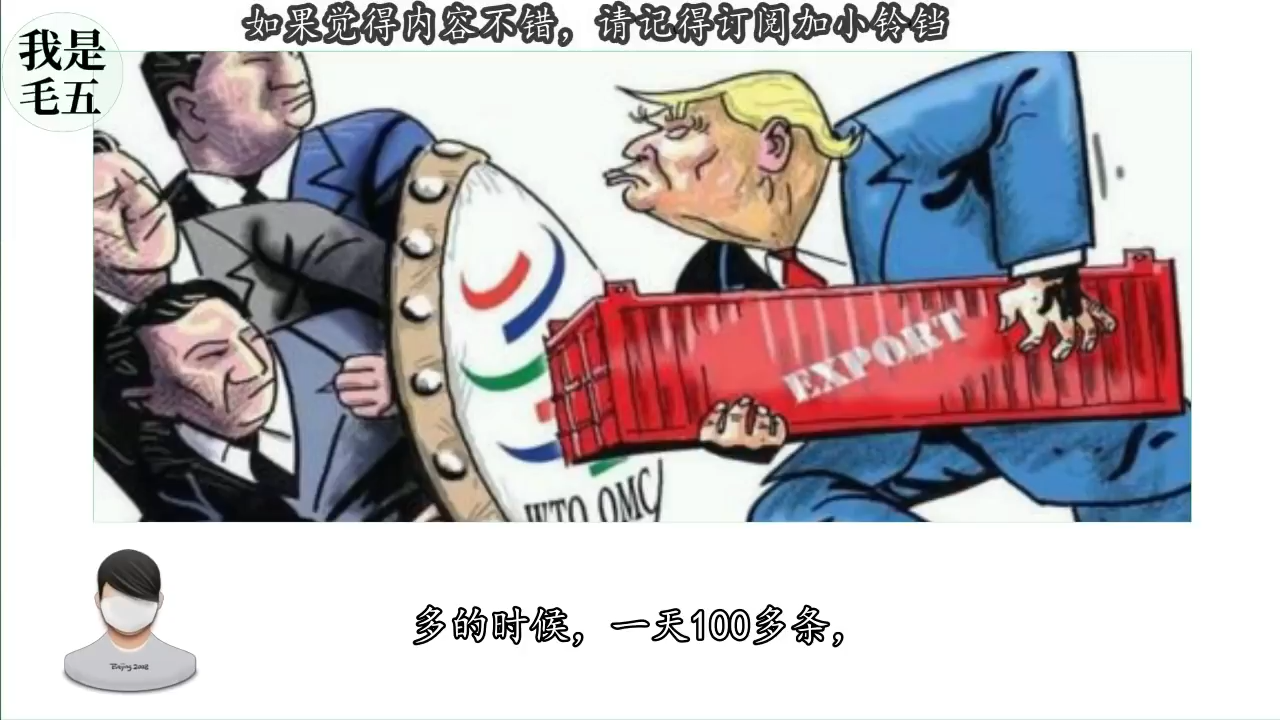 如果觉得内容不错，请记得订阅加小铃铛
我是
毛五
EXPORT
WTO OMC
Beijing 2008
多的时候，一天100多条，